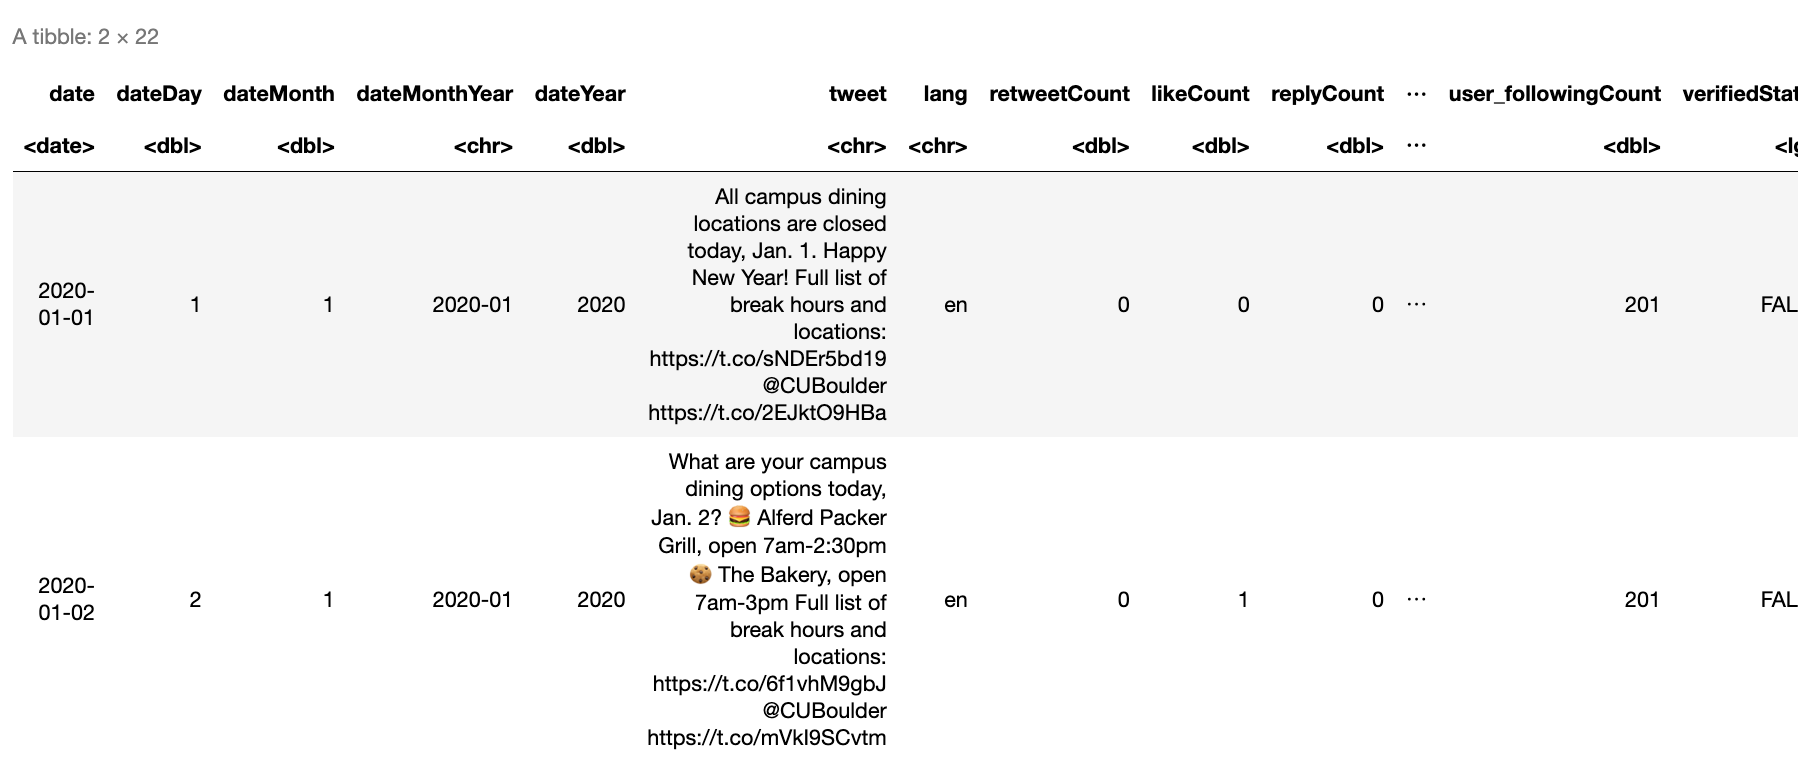 A tibble: 2 × 22
date dateDay dateMonth dateMonthYear dateYear tweet lang retweetCount likeCount replyCount ⋯ user_followingCount verifiedStat
<date> <dbl> <dbl> <chr> <dbl> <chr> <chr> <dbl> <dbl> <dbl> ⋯ <dbl> <lg
All campus dining
locations are closed
today, Jan. 1. Happy
New Year! Full list of
2020-
break hours and
01-01 1 1 2020-01 2020 en 0 0 0 ⋯ 201 FAL
locations:
https://t.co/sNDEr5bd19
@CUBoulder
https://t.co/2EJktO9HBa
What are your campus
dining options today,
Jan. 2? 🍔 Alferd Packer
Grill, open 7am-2:30pm
🍪 The Bakery, open
2020-
7am-3pm Full list of
01-02 2 1 2020-01 2020 en 0 1 0 ⋯ 201 FAL
break hours and
locations:
https://t.co/6f1vhM9gbJ
@CUBoulder
https://t.co/mVkI9SCvtm